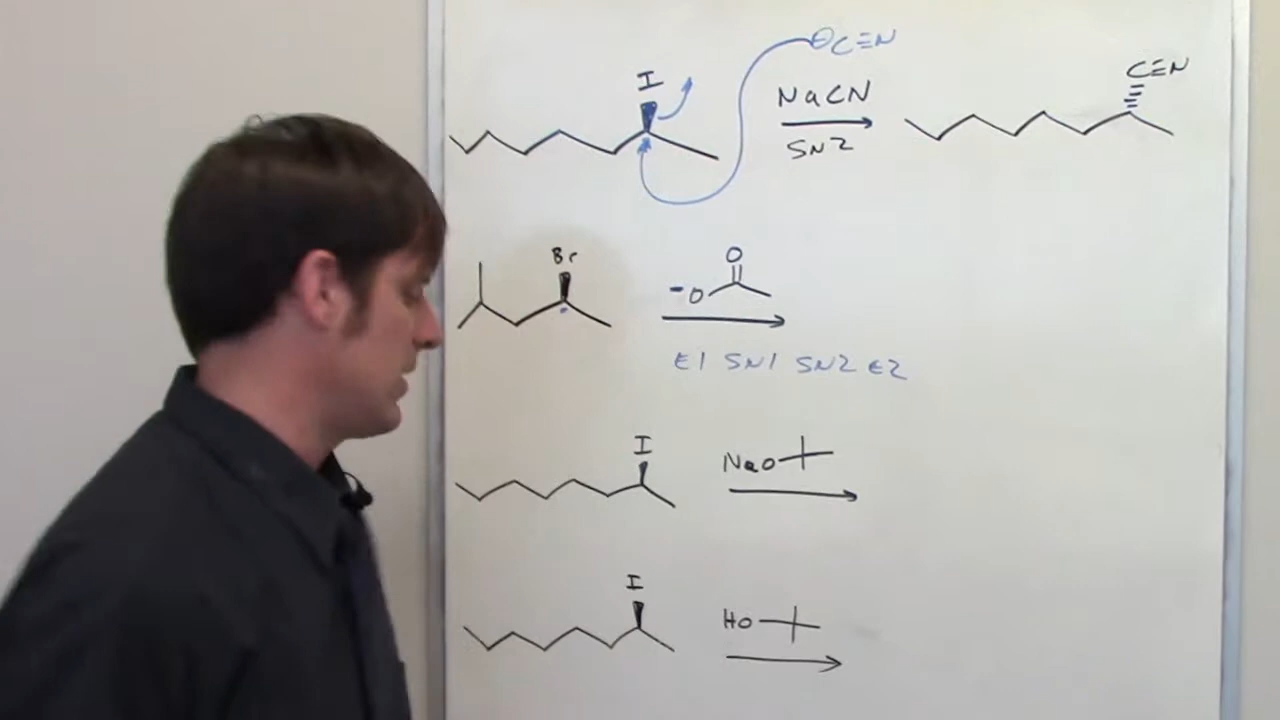 ⊖C≡N
I
NaCN
SN2
C≡N
Br
O
-O
E1 SN1 SN2 E2
I
NaO
I
HO